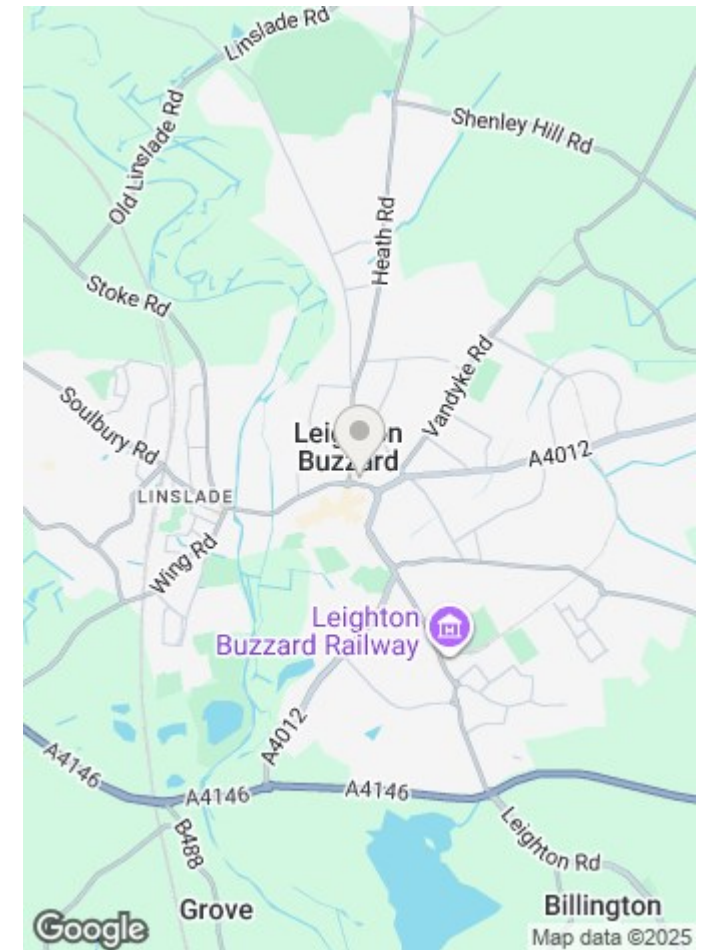 Linslade Rd
Shenley Hill Rd
Old Linslade Rd
Heath Rd
Stoke Rd
Vandyke Rd
Soulbury Rd
Leighton
Buzzard
A4012
LINSLADE
Wing Rd
Leighton
Buzzard Railway
A4012
A4146
A4146
A4146
B488
Leighton Rd
Grove
Billington
Google
Map data ©2025